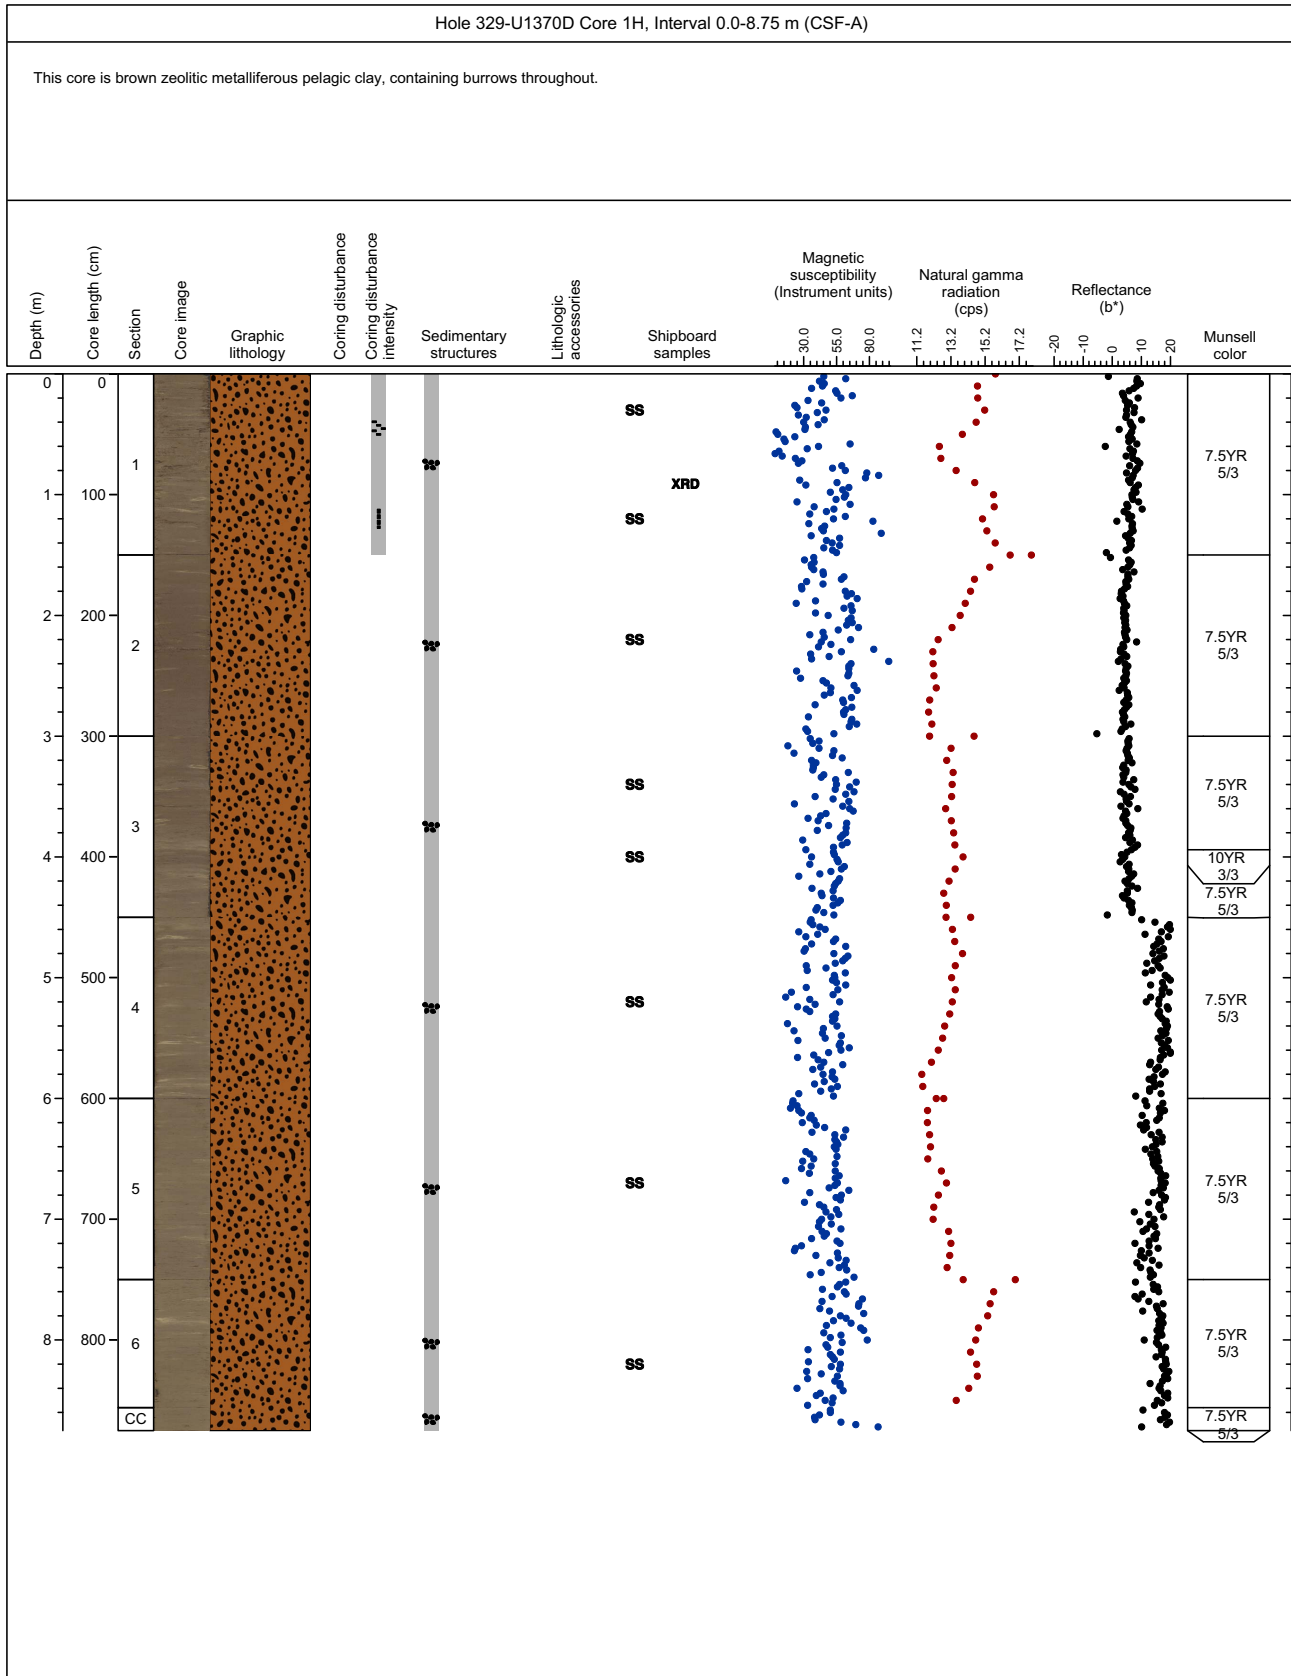 Hole 329-U1370D Core 1H, Interval 0.0-8.75 m (CSF-A)
This core is brown zeolitic metalliferous pelagic clay, containing burrows throughout.
Depth (m)
Core length (cm)
Section
Core image
Graphic
lithology
Coring disturbance
Coring disturbance
intensity
Sedimentary
structures
Lithologic
accessories
Shipboard
samples
Magnetic
susceptibility
(Instrument units)
30.0 55.0 80.0
Natural gamma
radiation
(cps)
11.2 13.2 15.2 17.2
Reflectance
(b*)
-20 -10 0 10 20
Munsell
color
0 0
SS
1
7.5YR
5/3
XRD
1 100
SS
2 200
SS
2
7.5YR
5/3
3 300
SS
7.5YR
5/3
3
4 400
SS
10YR
3/3
7.5YR
5/3
5 500
SS
4
7.5YR
5/3
6 600
SS
5
7.5YR
5/3
7 700
8 800
6
7.5YR
5/3
SS
CC
7.5YR
5/3